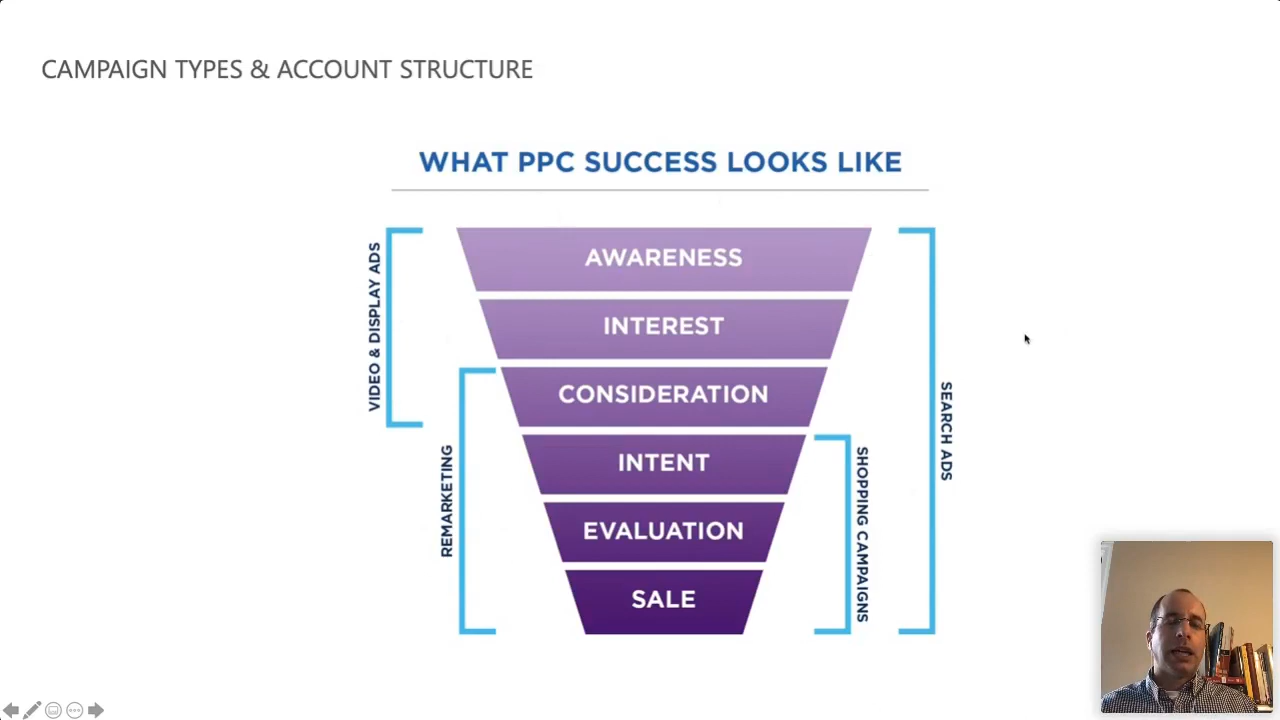 CAMPAIGN TYPES & ACCOUNT STRUCTURE
WHAT PPC SUCCESS LOOKS LIKE
VIDEO & DISPLAY ADS
REMARKETING
AWARENESS
INTEREST
CONSIDERATION
INTENT
EVALUATION
SALE
SHOPPING CAMPAIGNS
SEARCH ADS